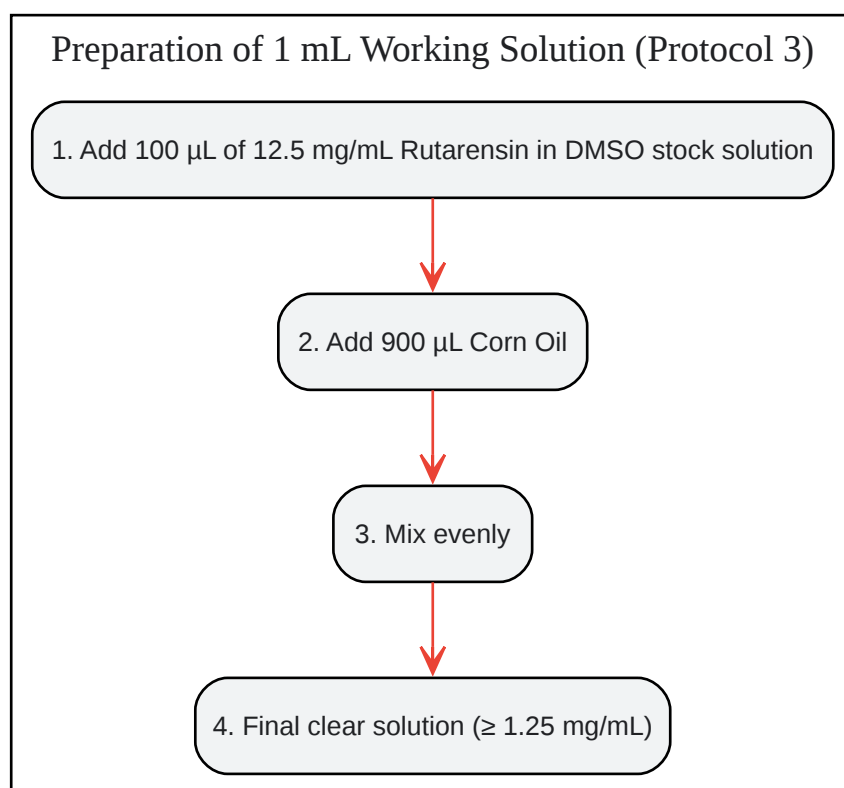 Preparation of 1 mL Working Solution (Protocol 3)
1. Add 100 µL of 12.5 mg/mL Rutarensin in DMSO stock solution
2. Add 900 µL Corn Oil
3. Mix evenly
4. Final clear solution (≥ 1.25 mg/mL)